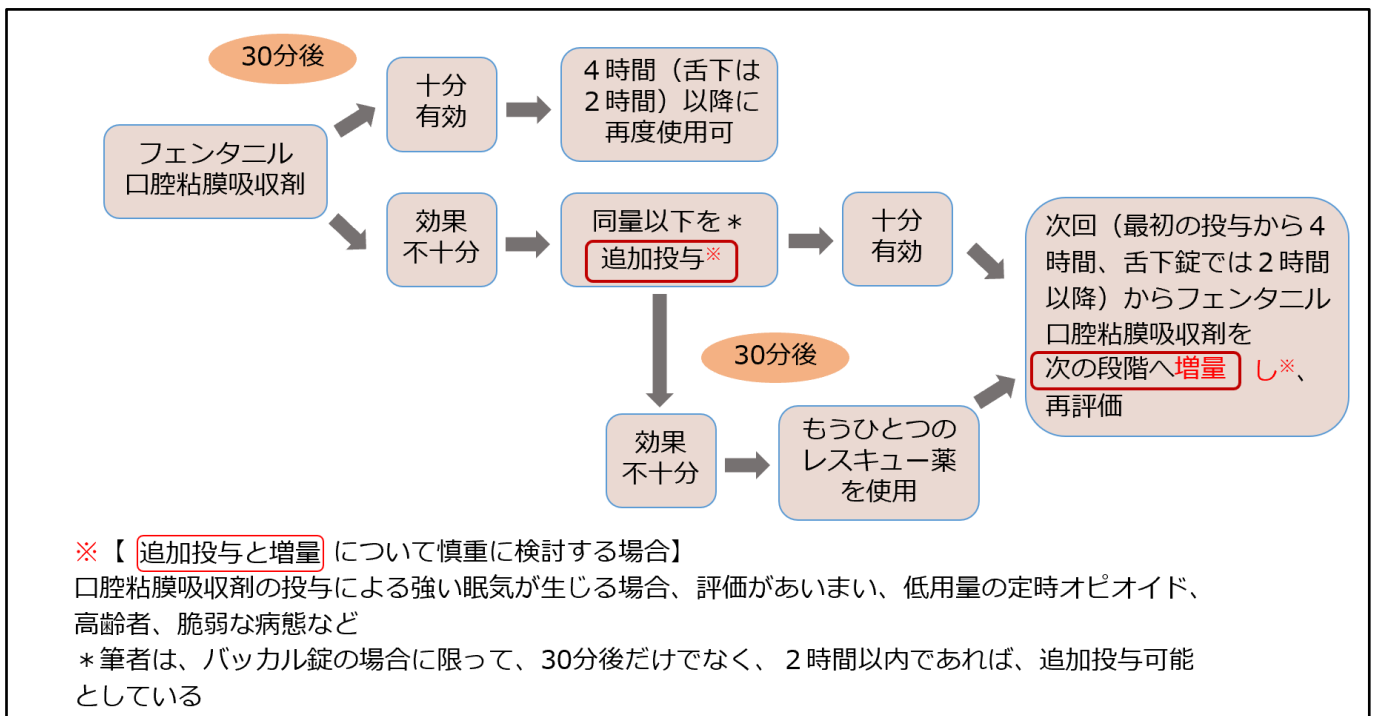 30分後
十分
有効
４時間（舌下は
２時間）以降に
再度使用可
フェンタニル
口腔粘膜吸収剤
効果
不十分
同量以下を＊
追加投与※
十分
有効
次回（最初の投与から４
時間、舌下錠では２時間
以降）からフェンタニル
口腔粘膜吸収剤を
次の段階へ増量し※、
再評価
30分後
効果
不十分
もうひとつの
レスキュー薬
を使用
※【追加投与と増量について慎重に検討する場合】
口腔粘膜吸収剤の投与による強い眠気が生じる場合、評価があいまい、低用量の定時オピオイド、
高齢者、脆弱な病態など
＊筆者は、バッカル錠の場合に限って、30分後だけでなく、２時間以内であれば、追加投与可能
としている